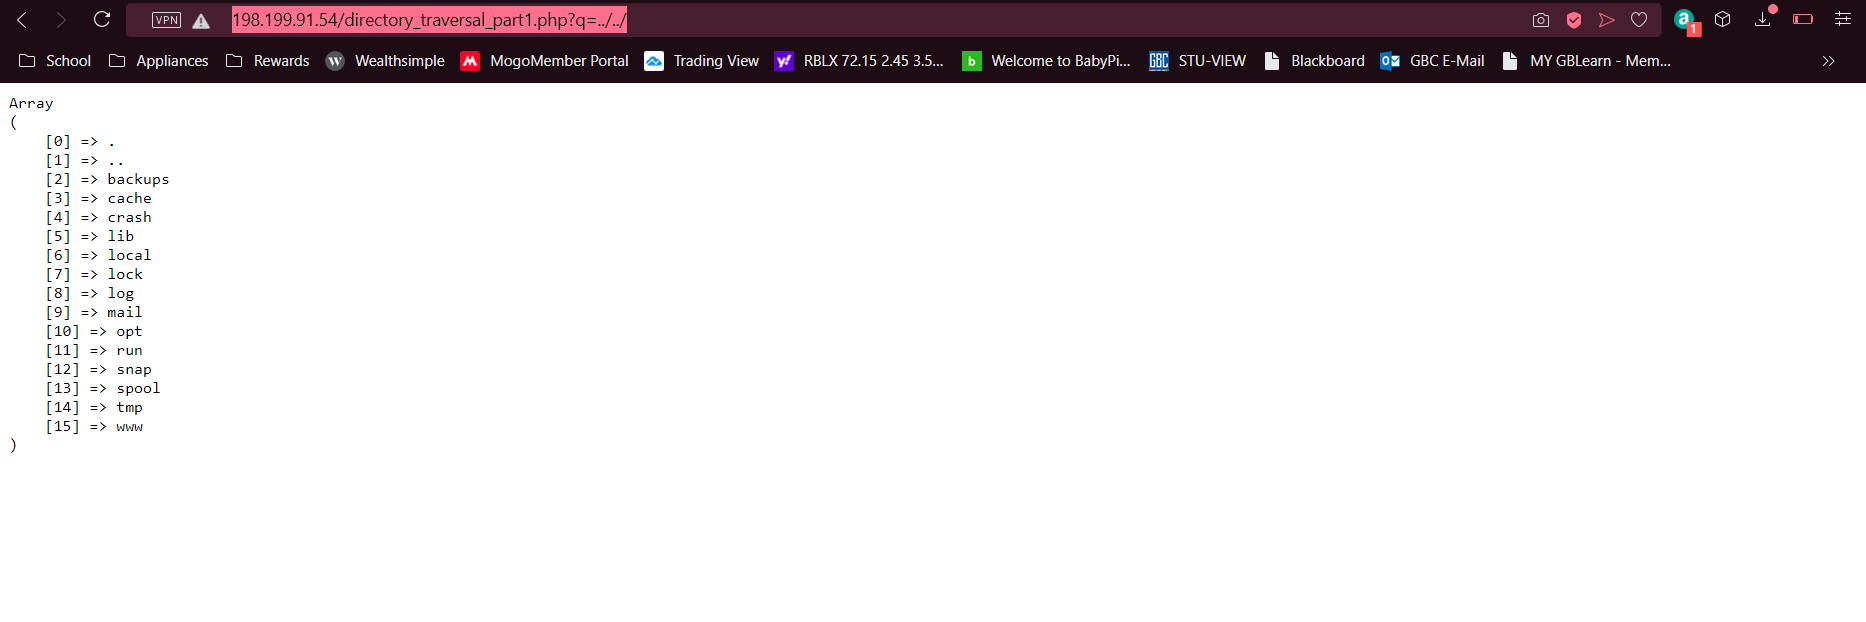 VPN 198.199.91.54/directory_traversal_part1.php?q=../../ a 1
School Appliances Rewards W Wealthsimple M MogoMember Portal Trading View y! RBLX 72.15 2.45 3.5... b Welcome to BabyPi... GBC STU-VIEW Blackboard GBC E-Mail MY GBLearn - Mem... »
Array
(
[0] => .
[1] => ..
[2] => backups
[3] => cache
[4] => crash
[5] => lib
[6] => local
[7] => lock
[8] => log
[9] => mail
[10] => opt
[11] => run
[12] => snap
[13] => spool
[14] => tmp
[15] => www
)